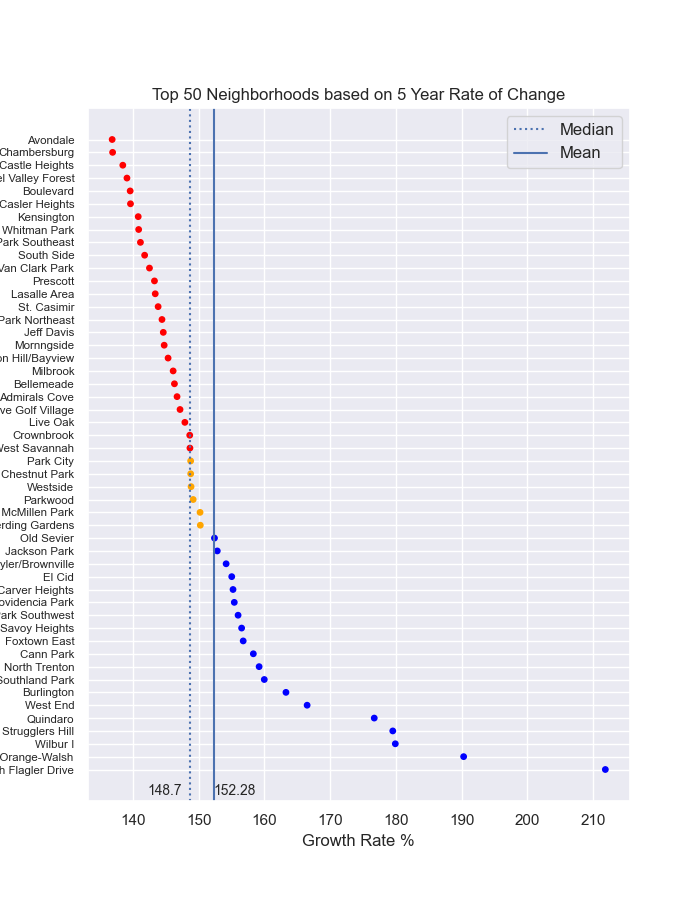 Top 50 Neighborhoods based on 5 Year Rate of Change
Median
Mean
Avondale
Chambersburg
Castle Heights
el Valley Forest
Boulevard
Casler Heights
Kensington
Whitman Park
Park Southeast
South Side
Van Clark Park
Prescott
Lasalle Area
St. Casimir
Park Northeast
Jeff Davis
Mornngside
on Hill/Bayview
Milbrook
Bellemeade
Admirals Cove
ve Golf Village
Live Oak
Crownbrook
West Savannah
Park City
Chestnut Park
Westside
Parkwood
McMillen Park
erding Gardens
Old Sevier
Jackson Park
yler/Brownville
El Cid
Carver Heights
ovidencia Park
Park Southwest
Savoy Heights
Foxtown East
Cann Park
North Trenton
Southland Park
Burlington
West End
Quindaro
Strugglers Hill
Wilbur I
Orange-Walsh
h Flagler Drive
148.7 152.28
140 150 160 170 180 190 200 210
Growth Rate %